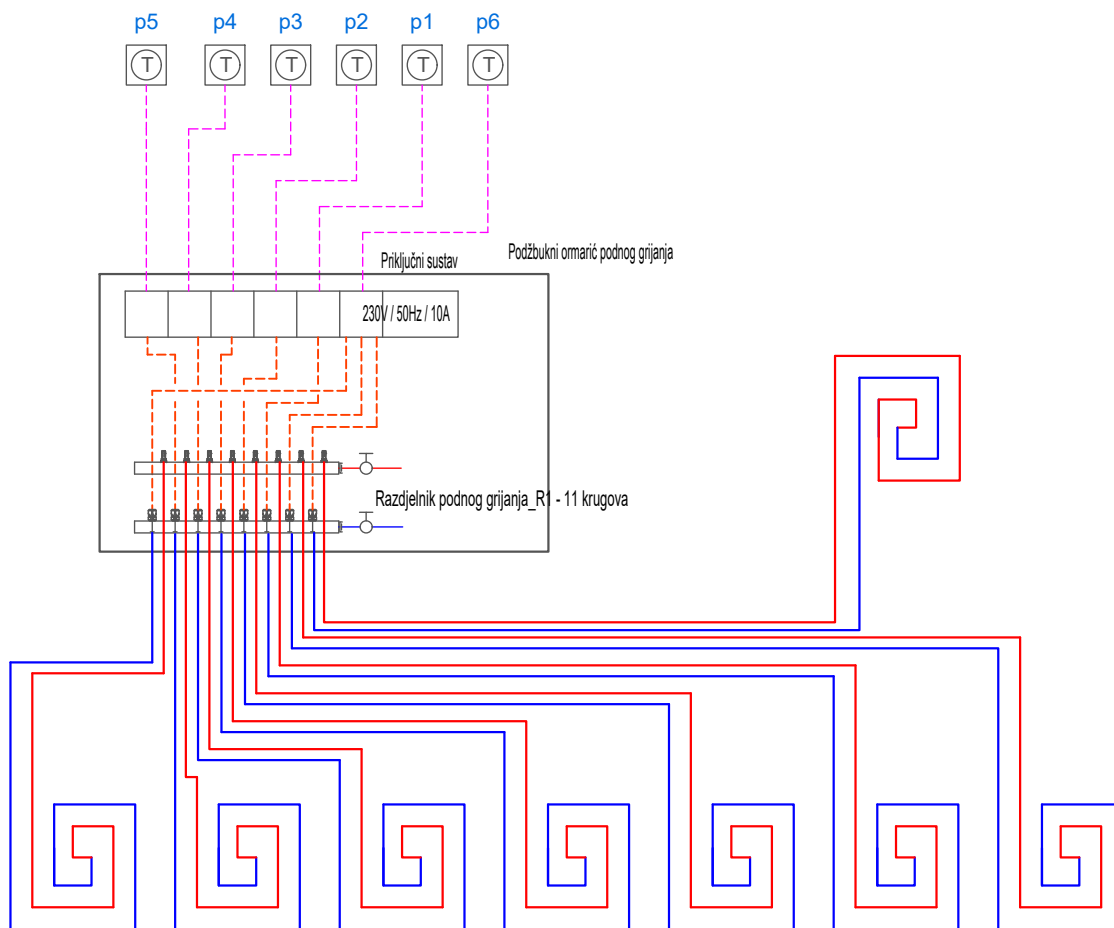 p5 p4 p3 p2 p1 p6
T T T T T T
Podžbukni ormarić podnog grijanja
Priključni sustav
230V / 50Hz / 10A
Razdjelnik podnog grijanja_R1 - 11 krugova